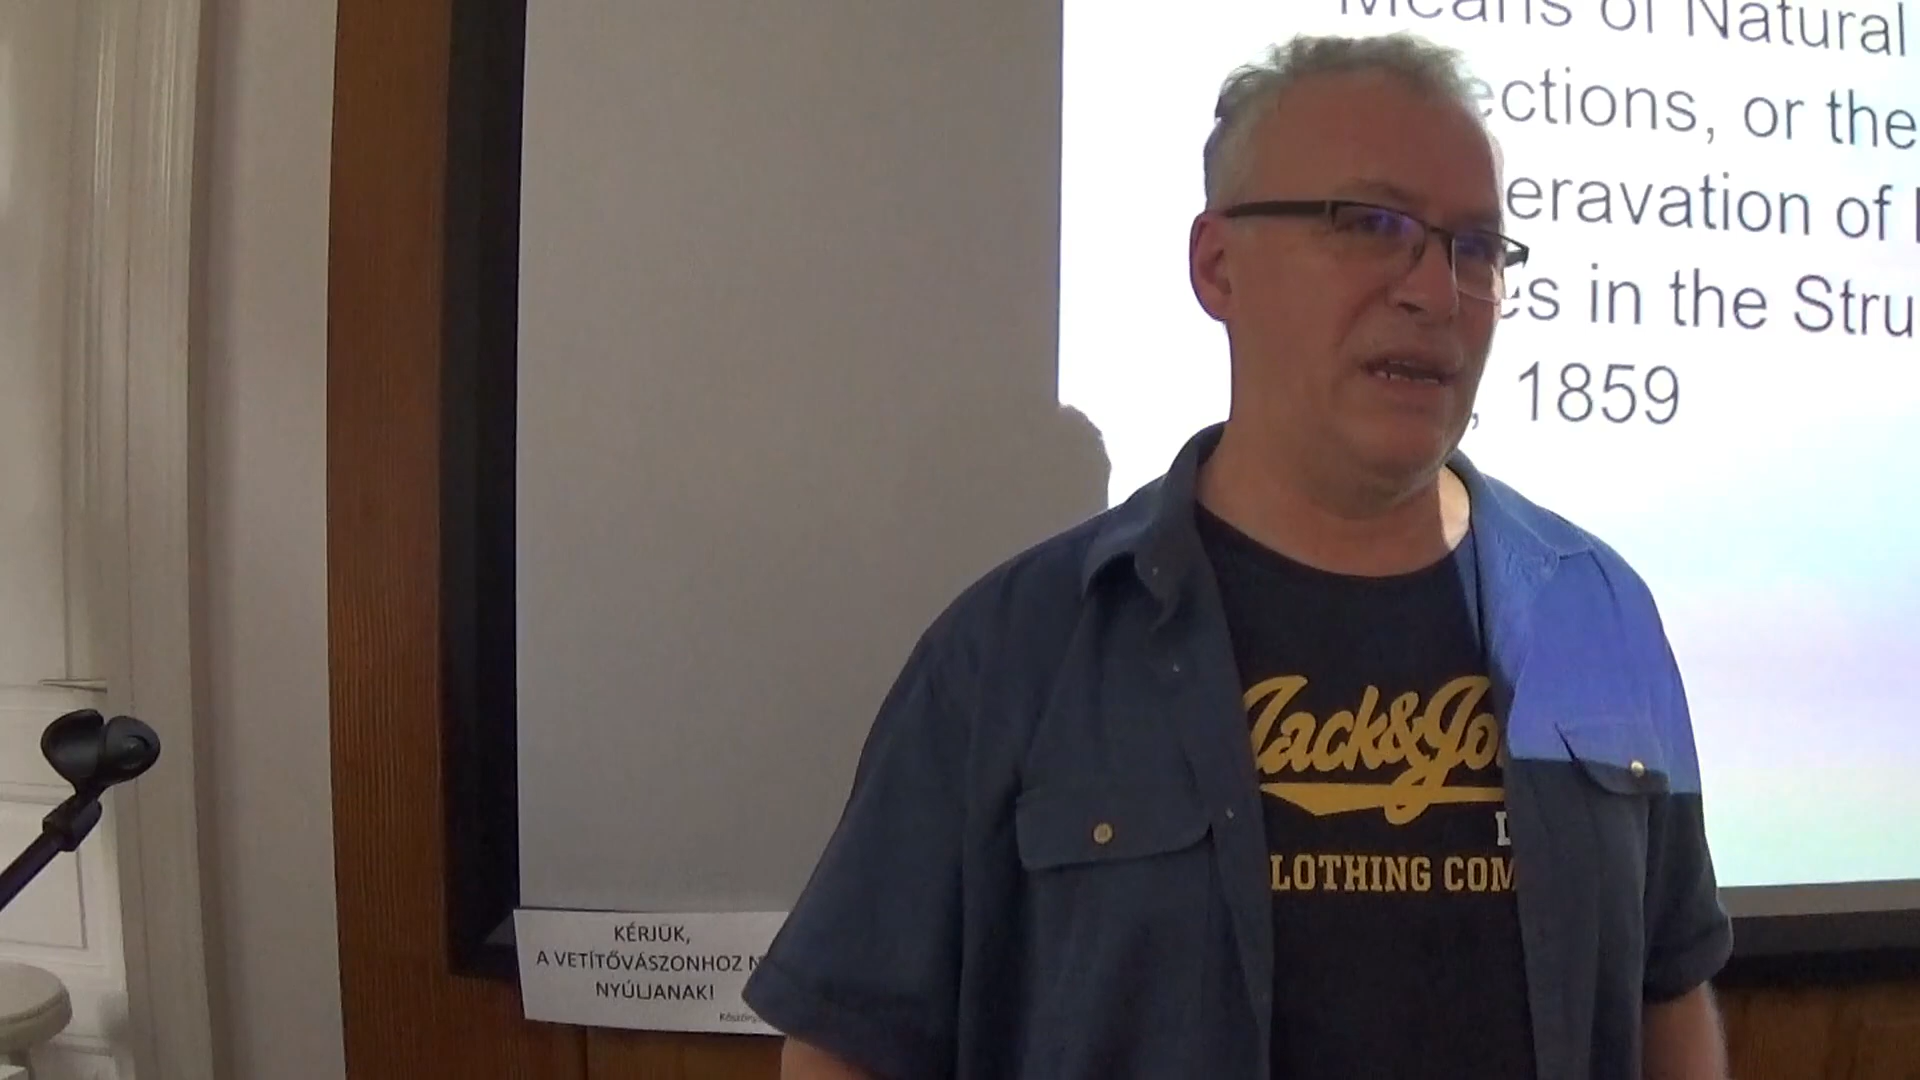 Means of Natural
ections, or the
eravation of
es in the Stru
, 1859
Jack&Jo
LOTHING COM
KÉRJÜK,
A VETÍTŐVÁSZONHOZ N
NYÚLJANAK!